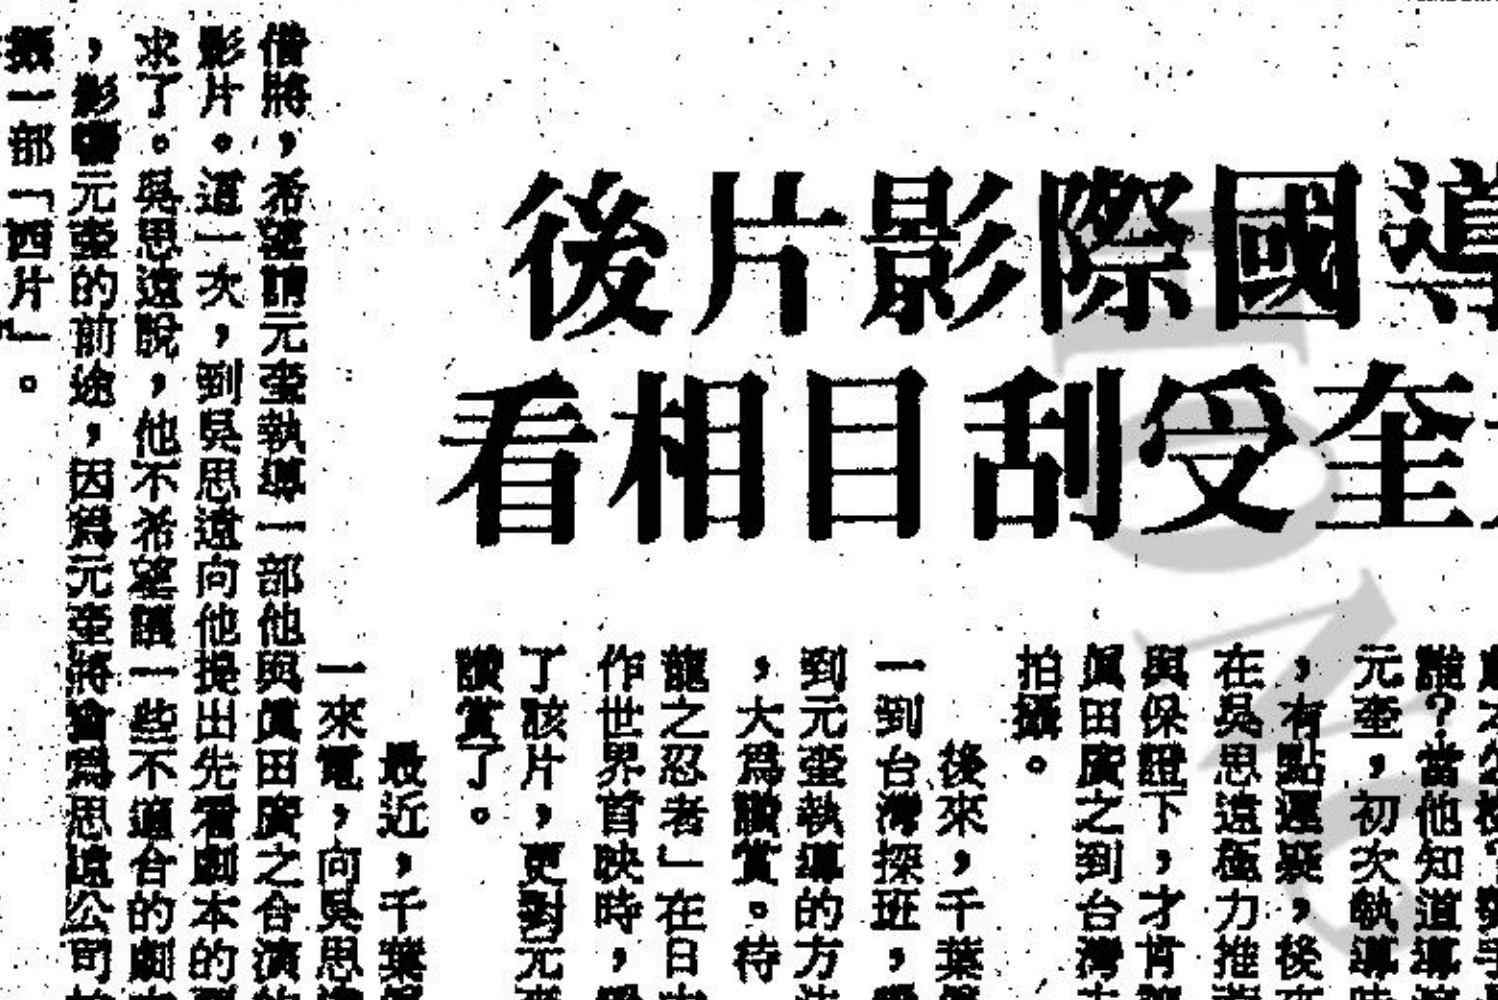 導國際影片後
奎受刮目相看
誰？當他知道導演
元奎，初次執導
，有點遲疑，後來
在吳思遠極力推
與保證下，才肯
眞田廣之到台灣
拍攝。
後來，千葉眞
一到台灣探班，
到元奎執導的方法
，大爲讚賞。待
龍之忍者」在日本
作世界首映時，
了該片，更對元奎
讚賞了。
最近，千葉眞
一來電，向吳思遠
借將，希望請元奎執導一部他與眞田廣之合演的
影片。這一次，到吳思遠向他提出先看劇本的要
求了。吳思遠說，他不希望讓一些不適合的劇本
，影響元奎的前途，因爲元奎將會爲思遠公司拍
攝一部「西片」。